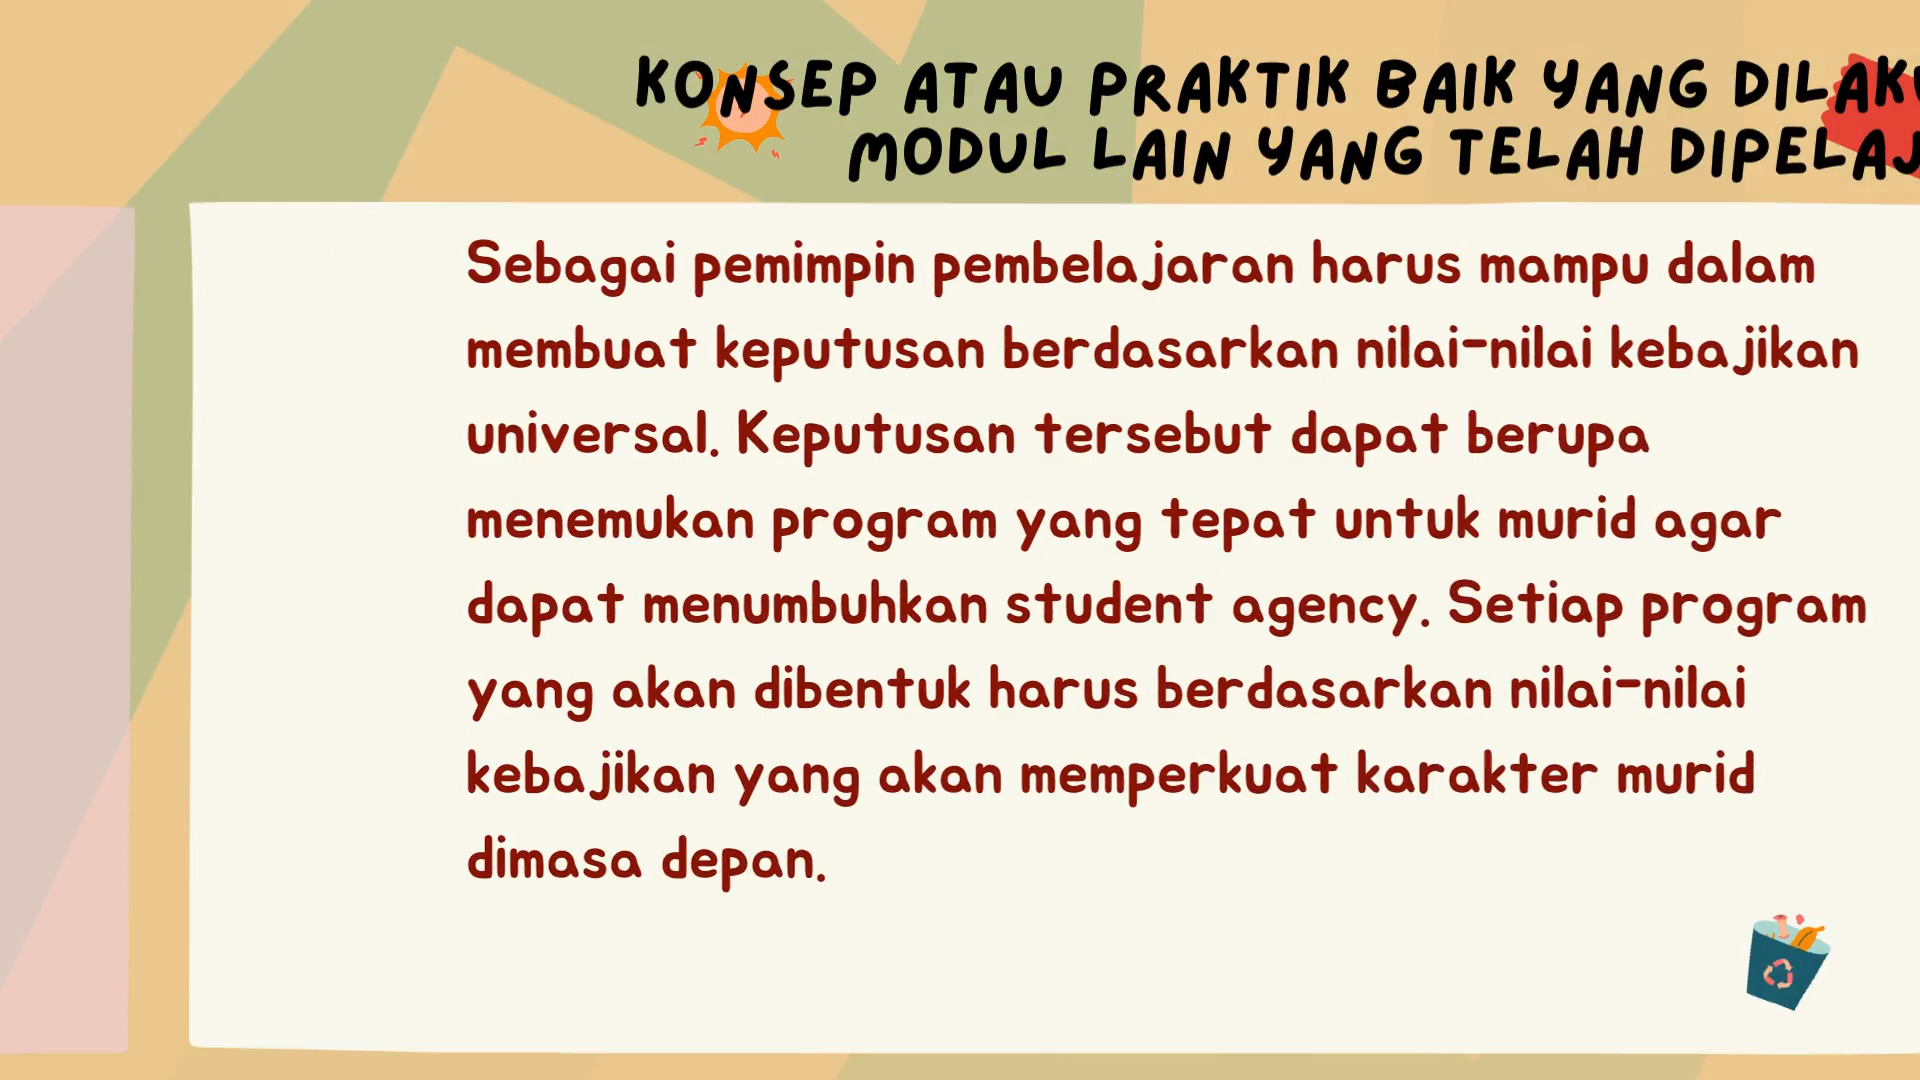 KONSEP ATAU PRAKTIK BAIK YANG
MODUL LAIN YANG TELAH
Sebagai pemimpin pembelajaran harus mampu dalam
membuat keputusan berdasarkan nilai-nilai kebajikan
universal. Keputusan tersebut dapat berupa
menemukan program yang tepat untuk murid agar
dapat menumbuhkan student agency. Setiap program
yang akan dibentuk harus berdasarkan nilai-nilai
kebajikan yang akan memperkuat karakter murid
dimasa depan.